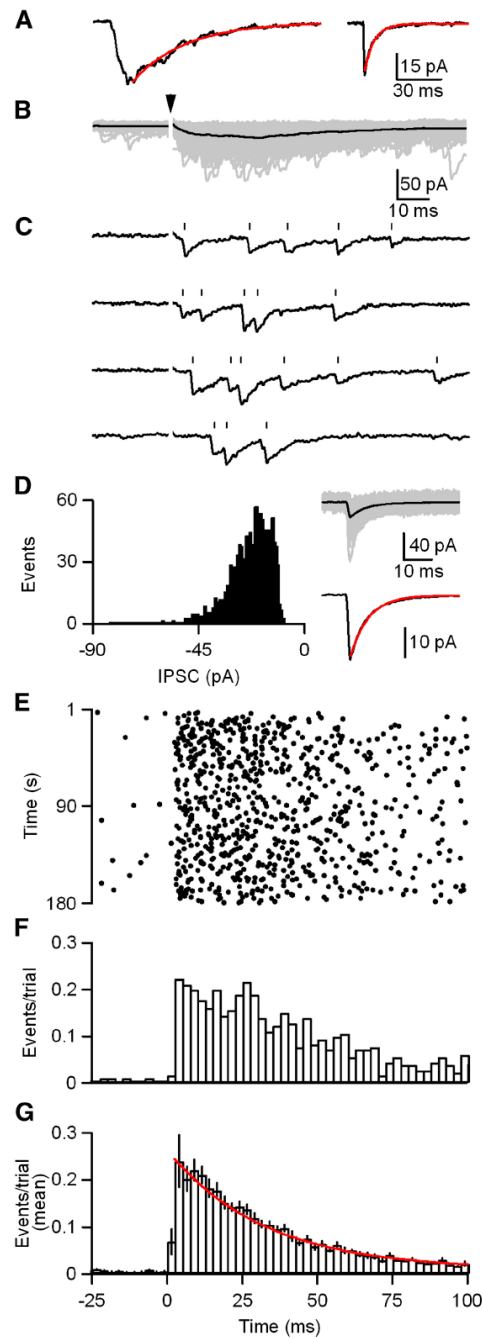 A
15 pA
30 ms
B
50 pA
10 ms
C
D
60
30
0
Events
-90
-45
0
IPSC (pA)
40 pA
10 ms
10 pA
E
1
90
180
Time (s)
F
0.3
0.2
0.1
0
Events/trial
G
0.3
0.2
0.1
0
Events/trial
(mean)
-25
0
25
50
75
100
Time (ms)